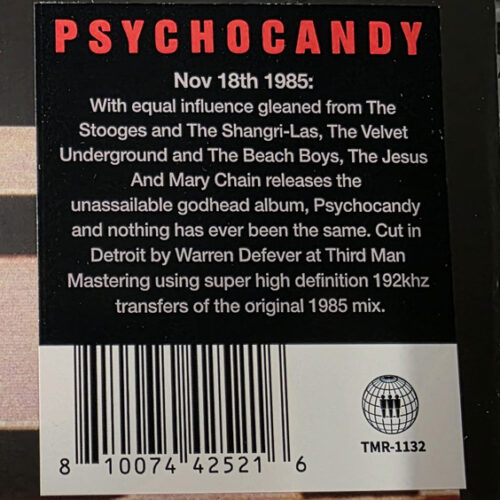 PSYCHOCANDY
Nov 18th 1985:
With equal influence gleaned from The
Stooges and The Shangri-Las, The Velvet
Underground and The Beach Boys, The Jesus
And Mary Chain releases the
unassailable godhead album, Psychocandy
and nothing has ever been the same. Cut in
Detroit by Warren Defever at Third Man
Mastering using super high definition 192khz
transfers of the original 1985 mix.
TMR-1132
8 10074 42521 6